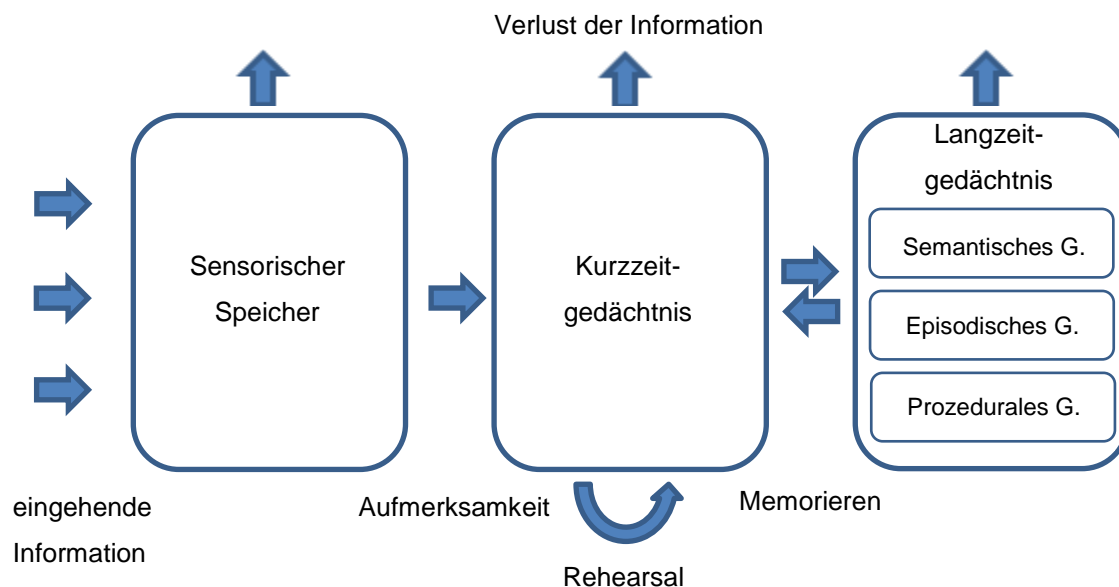 Verlust der Information
Sensorischer
Speicher
Kurzzeit-
gedächtnis
Langzeit-
gedächtnis
Semantisches G.
Episodisches G.
Prozedurales G.
eingehende
Information
Aufmerksamkeit
Memorieren
Rehearsal